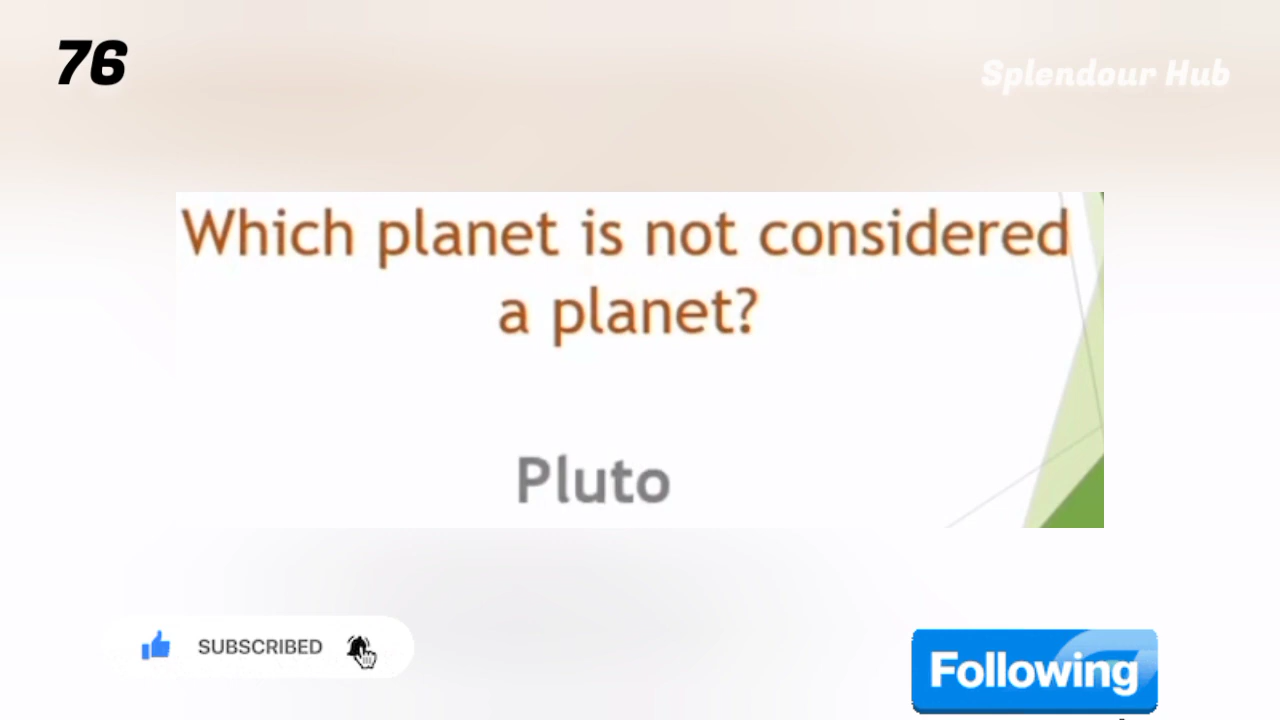 76
Splendour Hub
Which planet is not considered
a planet?
Pluto
SUBSCRIBED
Following